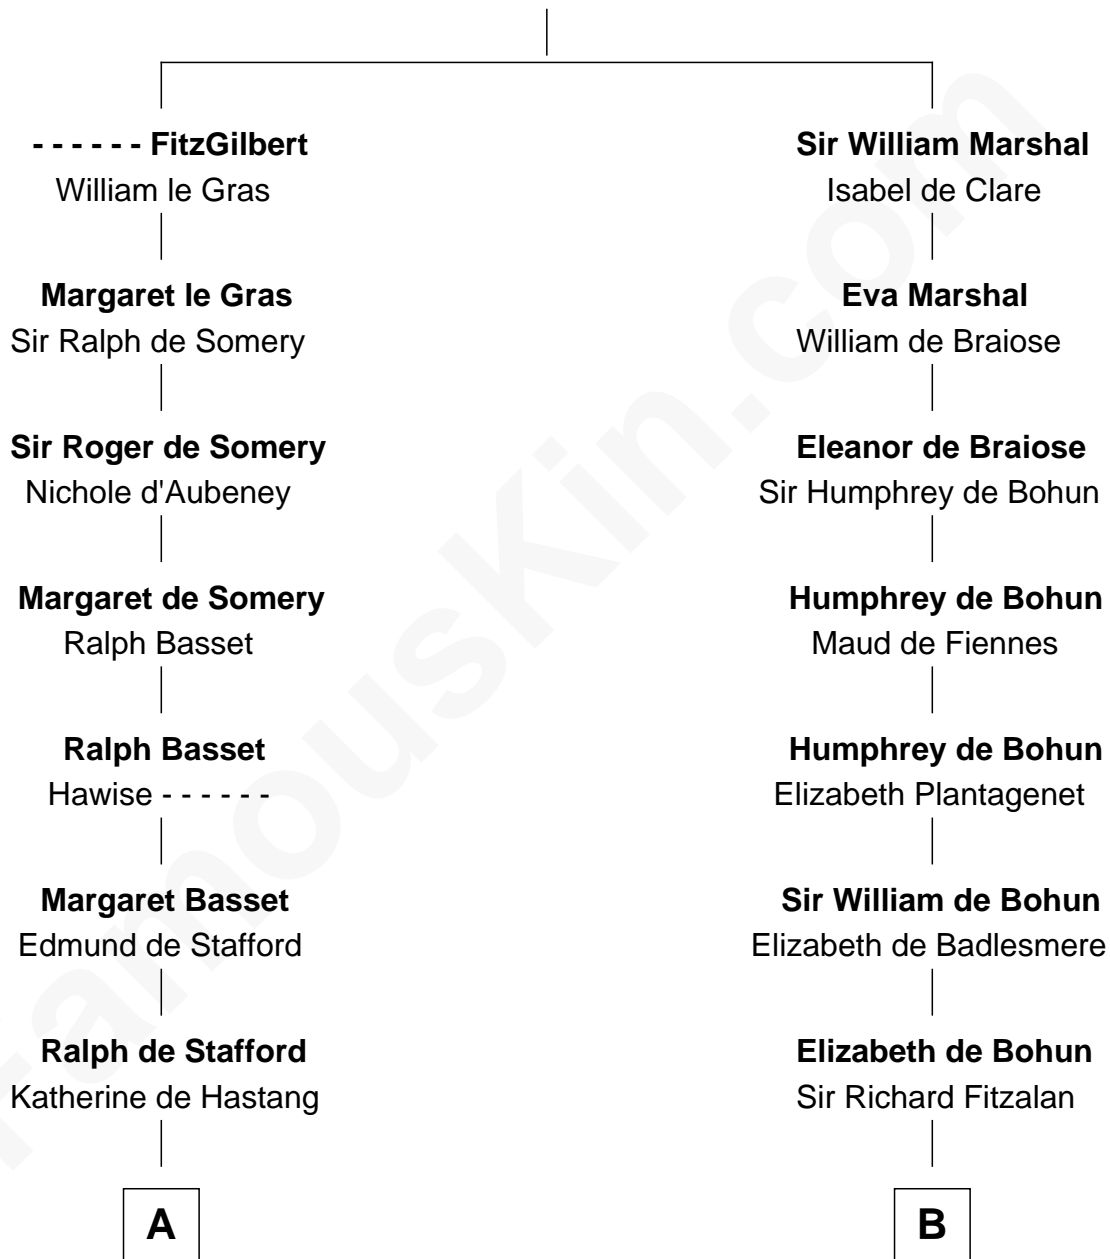 - - - - - - FitzGilbert
William le Gras
Margaret le Gras
Sir Ralph de Somery
Sir Roger de Somery
Nichole d'Aubeney
Margaret de Somery
Ralph Basset
Ralph Basset
Hawise - - - - - -
Margaret Basset
Edmund de Stafford
Ralph de Stafford
Katherine de Hastang
A
Sir William Marshal
Isabel de Clare
Eva Marshal
William de Braiose
Eleanor de Braiose
Sir Humphrey de Bohun
Humphrey de Bohun
Maud de Fiennes
Humphrey de Bohun
Elizabeth Plantagenet
Sir William de Bohun
Elizabeth de Badlesmere
Elizabeth de Bohun
Sir Richard Fitzalan
B
FamousKin.com